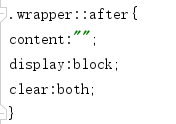 .wrapper::after{
content:"";
display:block;
clear:both;
}